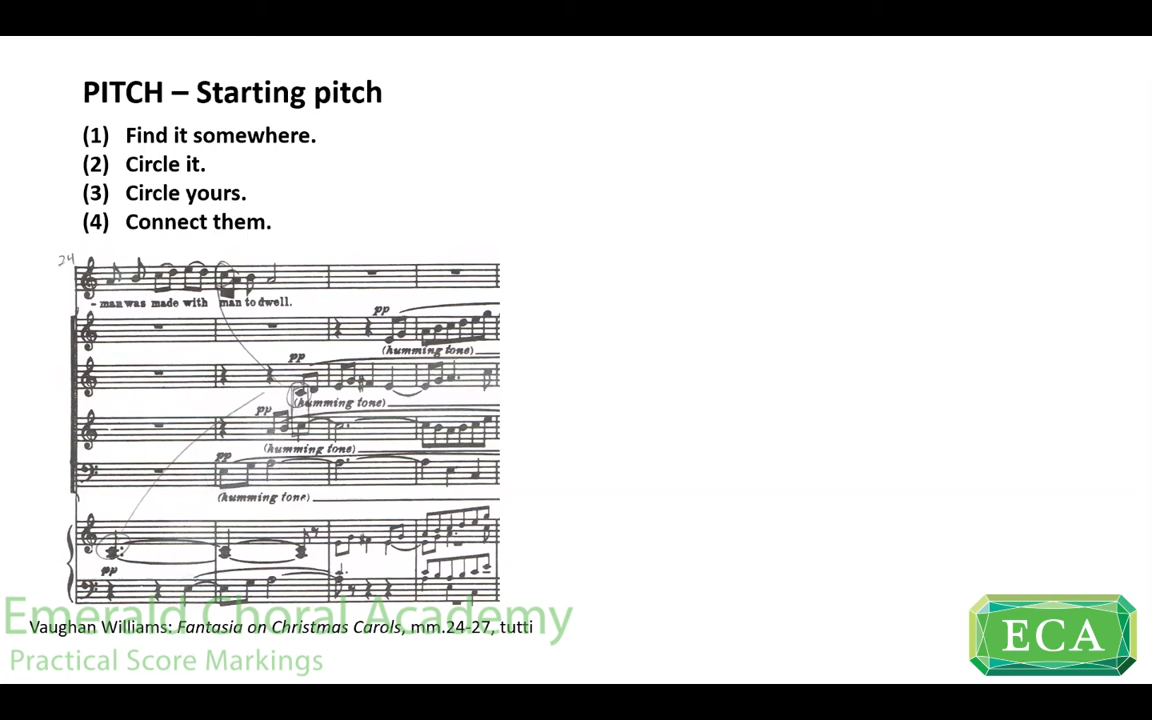 PITCH – Starting pitch
(1) Find it somewhere.
(2) Circle it.
(3) Circle yours.
(4) Connect them.
24
- man was made with man to dwell.
pp
(humming tone)
pp
(humming tone)
pp
(humming tone)
pp
(humming tone)
pp
Emerald Choral Academy
Vaughan Williams: Fantasia on Christmas Carols, mm.24-27, tutti
Practical Score Markings
ECA